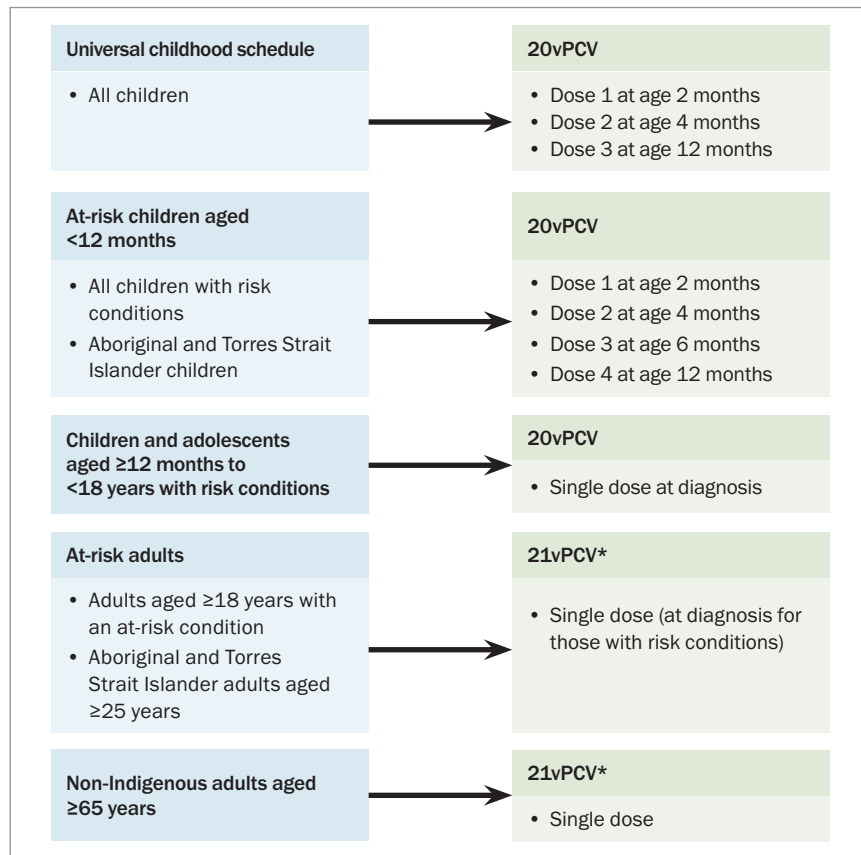 Universal childhood schedule
• All children
20vPCV
• Dose 1 at age 2 months
• Dose 2 at age 4 months
• Dose 3 at age 12 months
At-risk children aged
<12 months
• All children with risk
conditions
• Aboriginal and Torres Strait
Islander children
20vPCV
• Dose 1 at age 2 months
• Dose 2 at age 4 months
• Dose 3 at age 6 months
• Dose 4 at age 12 months
Children and adolescents
aged ≥12 months to
<18 years with risk conditions
20vPCV
• Single dose at diagnosis
At-risk adults
• Adults aged ≥18 years with
an at-risk condition
• Aboriginal and Torres
Strait Islander adults aged
≥25 years
21vPCV*
• Single dose (at diagnosis for
those with risk conditions)
Non-Indigenous adults aged
≥65 years
21vPCV*
• Single dose